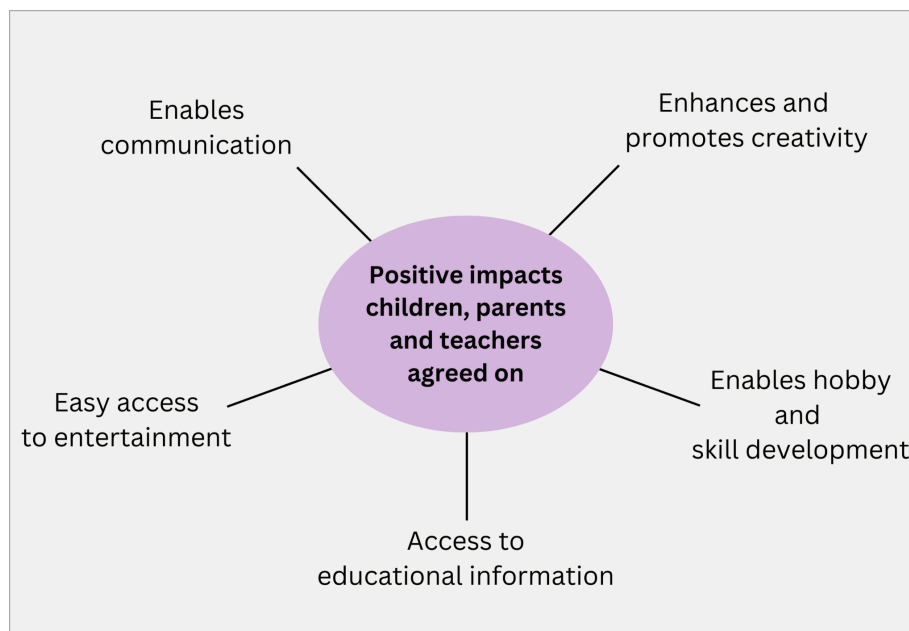 Enables
communication
Enhances and
promotes creativity
Positive impacts
children, parents
and teachers
agreed on
Easy access
to entertainment
Enables hobby
and
skill development
Access to
educational information